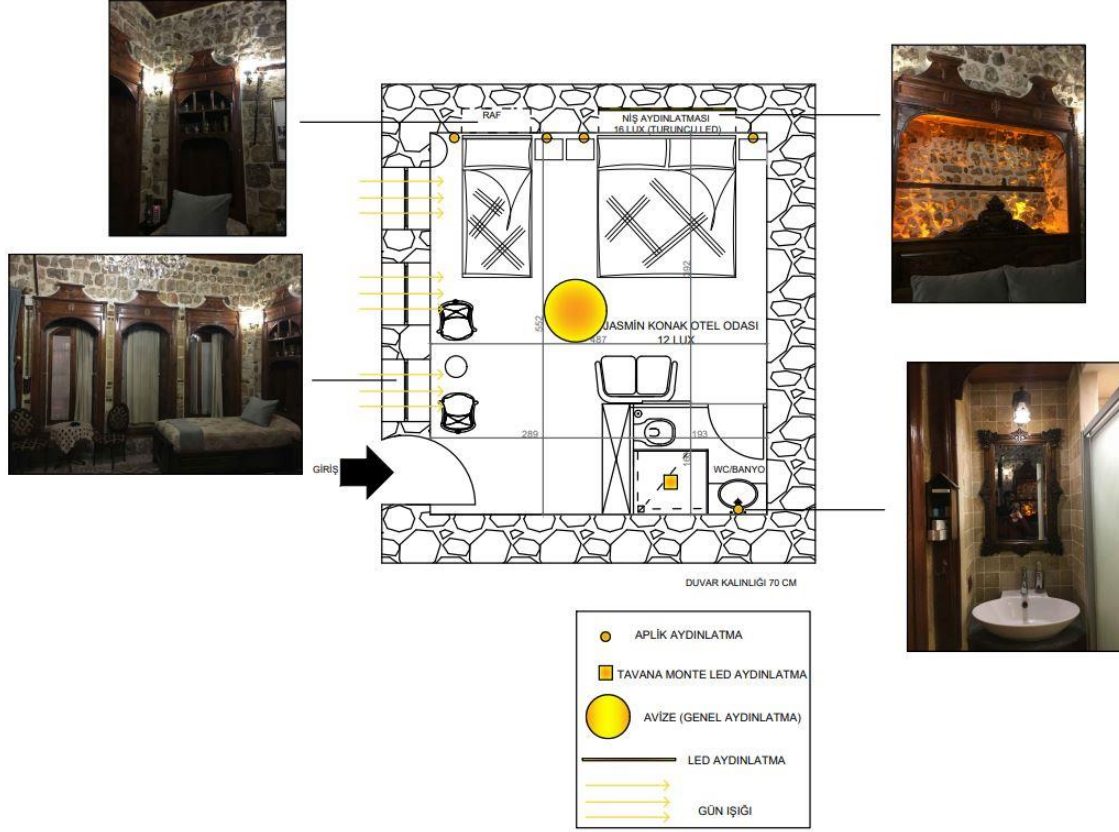 RAF
NİŞ AYDINLATMASI
16 LUX (TURUNCU LED)
392
552
JASMİN KONAK OTEL ODASI
12 LUX
487
289
193
WC/BANYO
GİRİŞ
DUVAR KALINLIĞI 70 CM
APLİK AYDINLATMA
TAVANA MONTE LED AYDINLATMA
AVİZE (GENEL AYDINLATMA)
LED AYDINLATMA
GÜN IŞIĞI